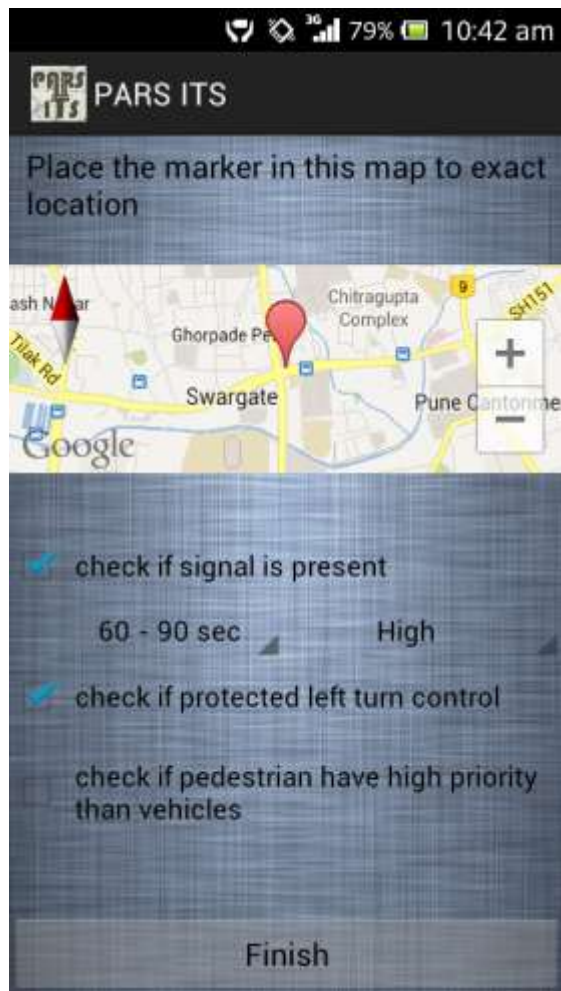 3G 79% 10:42 am
PARS ITS
PARS ITS
Place the marker in this map to exact
location
9
SH151
Chitragupta
Complex
Ghorpade
Tilak Rd
Swargate
Pune
Google
+
−
check if signal is present
60 - 90 sec High
check if protected left turn control
check if pedestrian have high priority
than vehicles
Finish